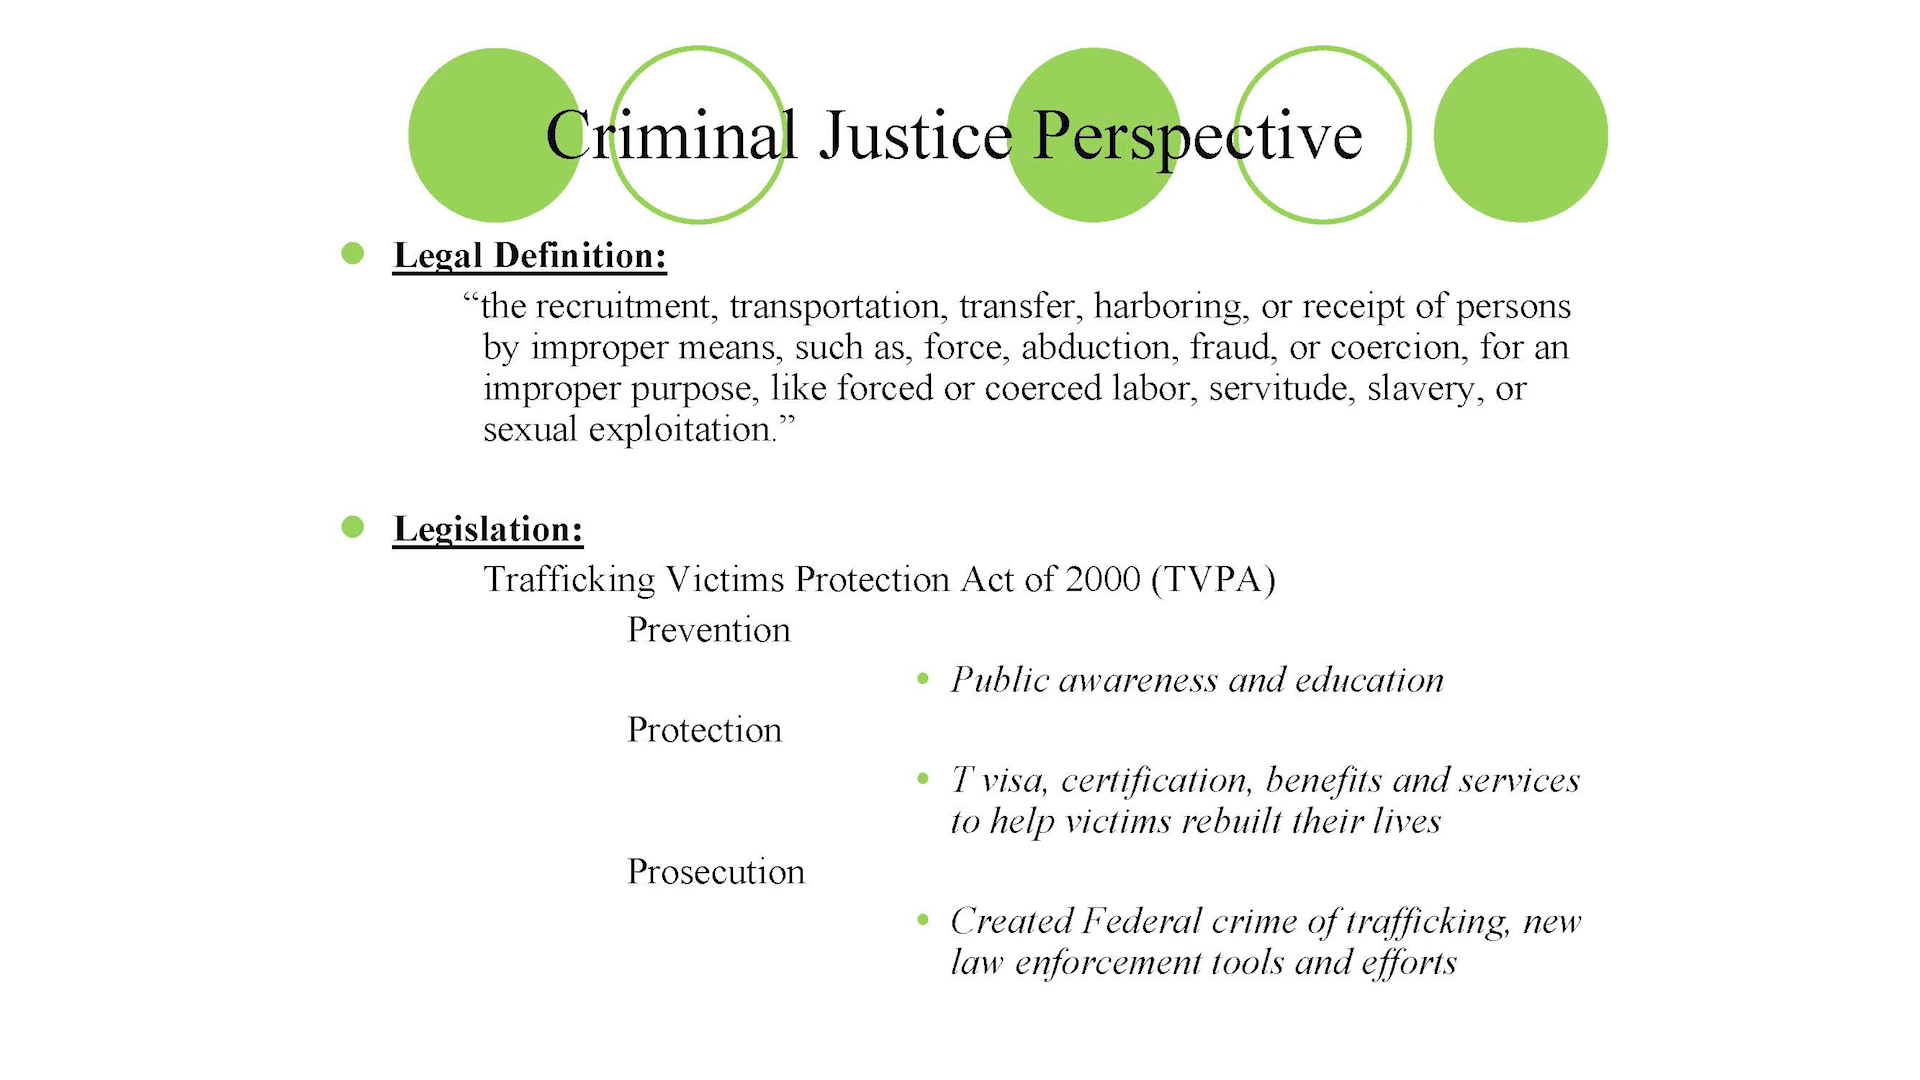 Criminal Justice Perspective
Legal Definition:
“the recruitment, transportation, transfer, harboring, or receipt of persons
by improper means, such as, force, abduction, fraud, or coercion, for an
improper purpose, like forced or coerced labor, servitude, slavery, or
sexual exploitation.”
Legislation:
Trafficking Victims Protection Act of 2000 (TVPA)
Prevention
• Public awareness and education
Protection
• T visa, certification, benefits and services
to help victims rebuilt their lives
Prosecution
• Created Federal crime of trafficking, new
law enforcement tools and efforts